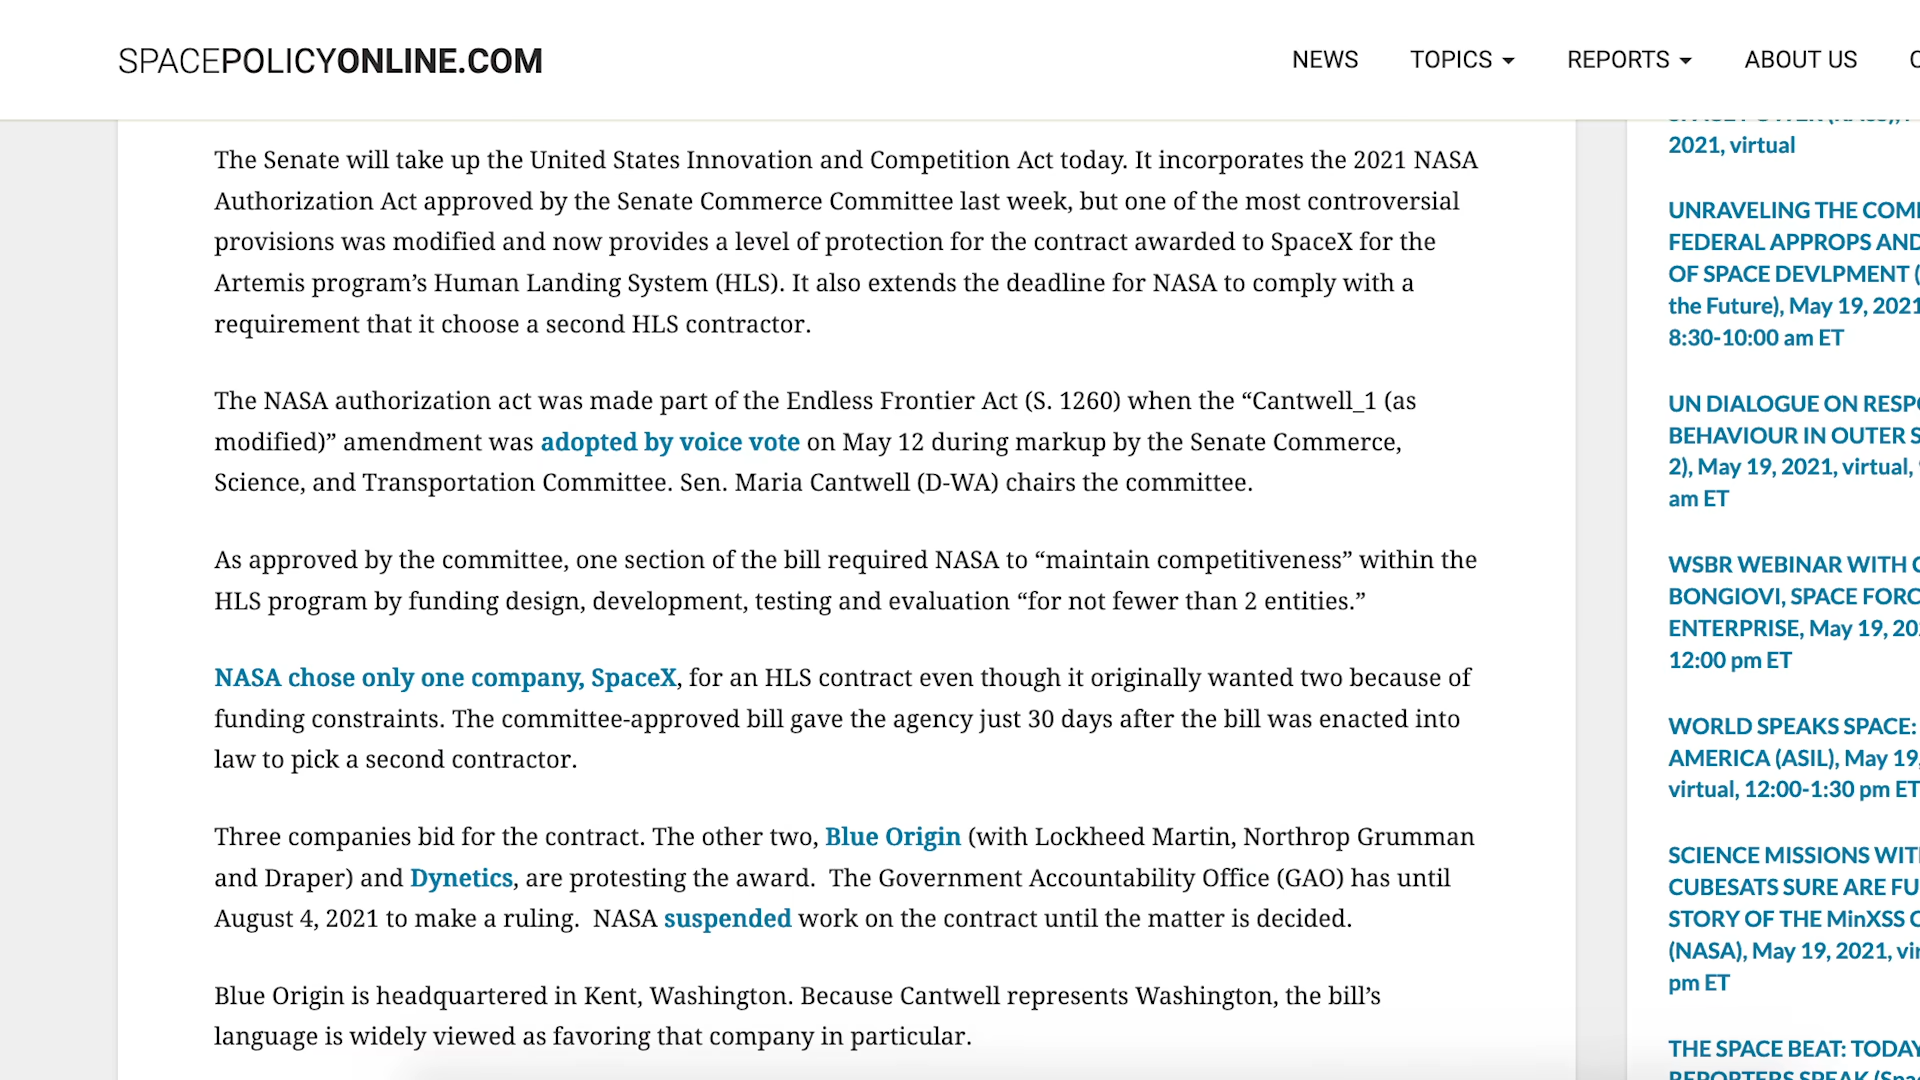 SPACEPOLICYONLINE.COM
NEWS TOPICS REPORTS ABOUT US
The Senate will take up the United States Innovation and Competition Act today. It incorporates the 2021 NASA
Authorization Act approved by the Senate Commerce Committee last week, but one of the most controversial
provisions was modified and now provides a level of protection for the contract awarded to SpaceX for the
Artemis program’s Human Landing System (HLS). It also extends the deadline for NASA to comply with a
requirement that it choose a second HLS contractor.
The NASA authorization act was made part of the Endless Frontier Act (S. 1260) when the “Cantwell_1 (as
modified)” amendment was adopted by voice vote on May 12 during markup by the Senate Commerce,
Science, and Transportation Committee. Sen. Maria Cantwell (D-WA) chairs the committee.
As approved by the committee, one section of the bill required NASA to “maintain competitiveness” within the
HLS program by funding design, development, testing and evaluation “for not fewer than 2 entities.”
NASA chose only one company, SpaceX, for an HLS contract even though it originally wanted two because of
funding constraints. The committee-approved bill gave the agency just 30 days after the bill was enacted into
law to pick a second contractor.
Three companies bid for the contract. The other two, Blue Origin (with Lockheed Martin, Northrop Grumman
and Draper) and Dynetics, are protesting the award.  The Government Accountability Office (GAO) has until
August 4, 2021 to make a ruling.  NASA suspended work on the contract until the matter is decided.
Blue Origin is headquartered in Kent, Washington. Because Cantwell represents Washington, the bill’s
language is widely viewed as favoring that company in particular.
2021, virtual
UNRAVELING THE
FEDERAL APPROPS AND
OF SPACE DEVLPMENT (
the Future), May 19, 2021
8:30-10:00 am ET
UN DIALOGUE ON
BEHAVIOUR IN OUTER
2), May 19, 2021, virtual,
am ET
WSBR WEBINAR WITH
BONGIOVI, SPACE
ENTERPRISE, May 19,
12:00 pm ET
WORLD SPEAKS SPACE:
AMERICA (ASIL), May 19,
virtual, 12:00-1:30 pm ET
SCIENCE MISSIONS
CUBESATS SURE ARE
STORY OF THE MinXSS
(NASA), May 19, 2021,
pm ET
THE SPACE BEAT: TODAY
REPORTERS SPEAK